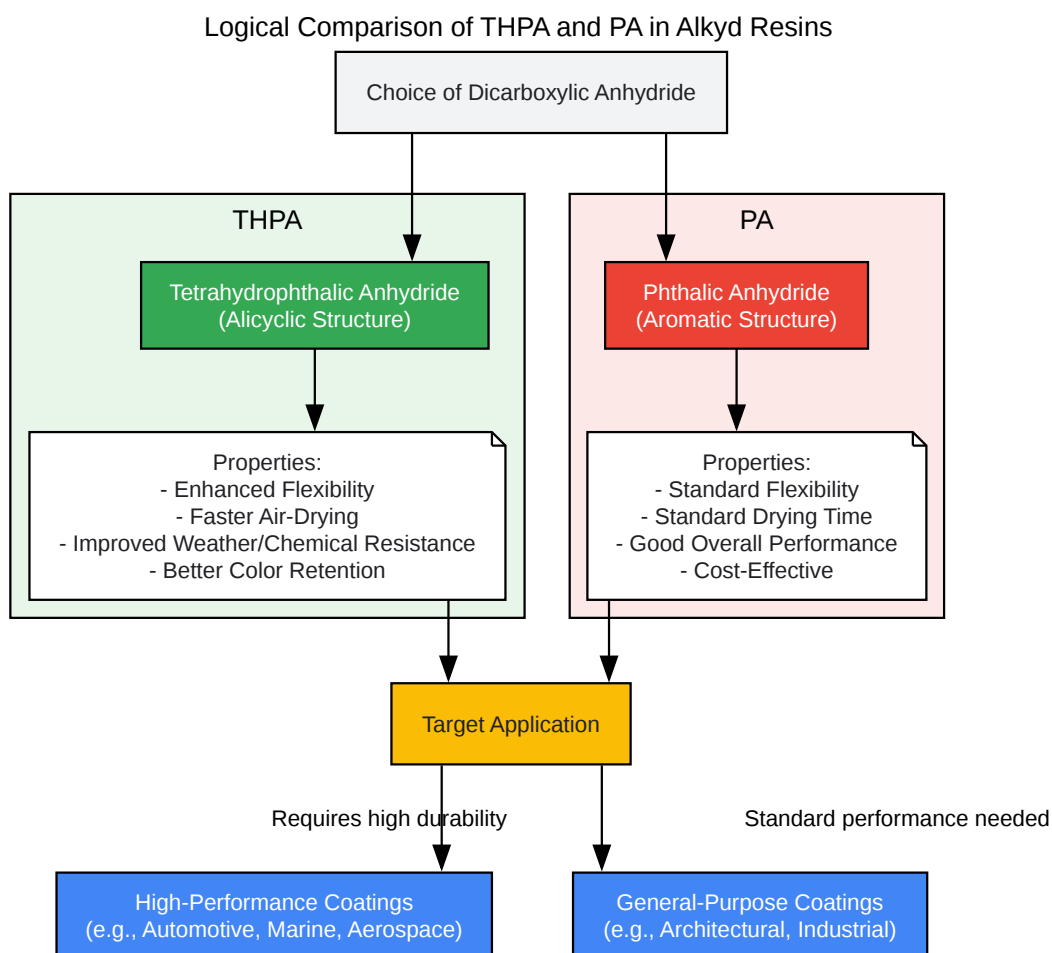 Logical Comparison of THPA and PA in Alkyd Resins
Choice of Dicarboxylic Anhydride
THPA
Tetrahydrophthalic Anhydride
(Alicyclic Structure)
Properties:
- Enhanced Flexibility
- Faster Air-Drying
- Improved Weather/Chemical Resistance
- Better Color Retention
PA
Phthalic Anhydride
(Aromatic Structure)
Properties:
- Standard Flexibility
- Standard Drying Time
- Good Overall Performance
- Cost-Effective
Target Application
Requires high durability
Standard performance needed
High-Performance Coatings
(e.g., Automotive, Marine, Aerospace)
General-Purpose Coatings
(e.g., Architectural, Industrial)